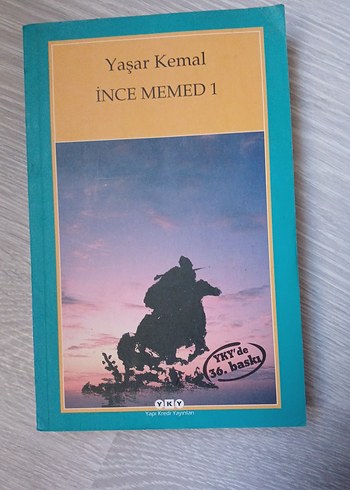 Yaşar Kemal
İNCE MEMED 1
YKY'de
36. baskı
YKY
Yapı Kredi Yayınları